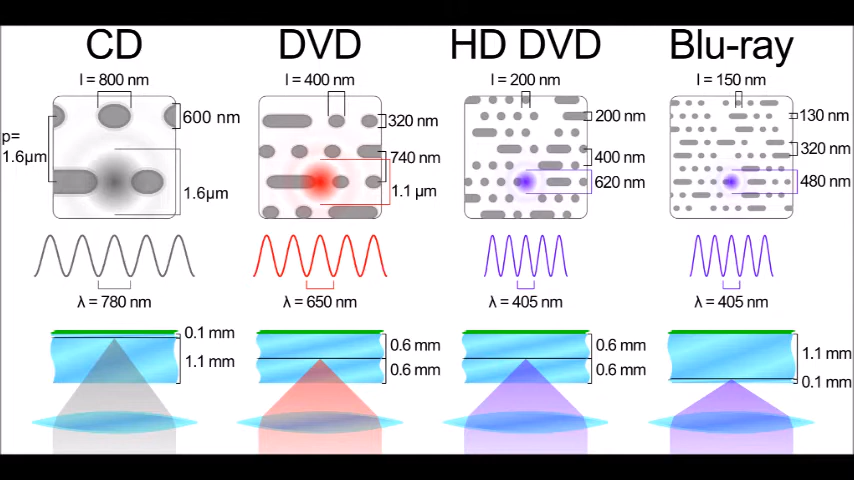 CD
l = 800 nm
600 nm
p=
1.6µm
1.6µm
λ = 780 nm
0.1 mm
1.1 mm
DVD
l = 400 nm
320 nm
740 nm
1.1 µm
λ = 650 nm
0.6 mm
0.6 mm
HD DVD
l = 200 nm
200 nm
400 nm
620 nm
λ = 405 nm
0.6 mm
0.6 mm
Blu-ray
l = 150 nm
130 nm
320 nm
480 nm
λ = 405 nm
1.1 mm
0.1 mm